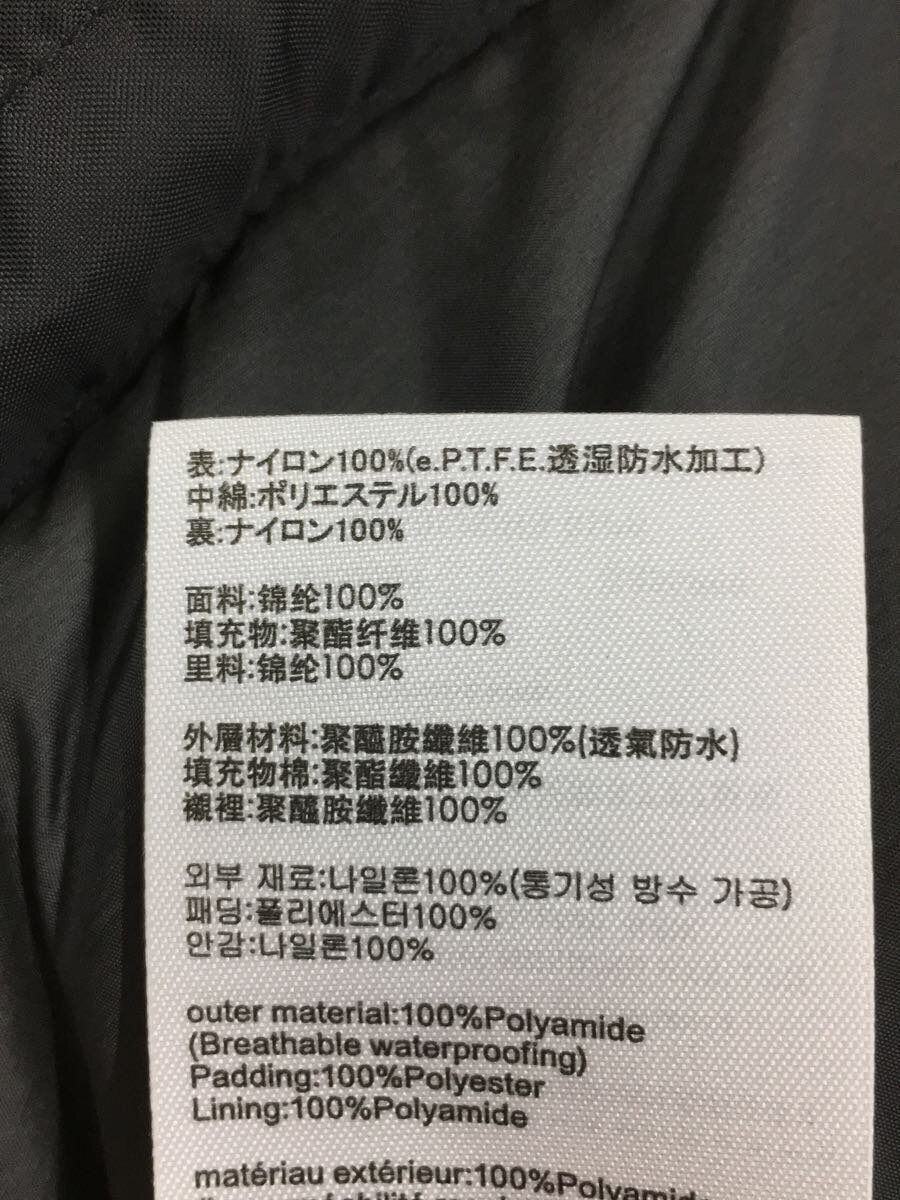 表:ナイロン100%(e.P.T.F.E.透湿防水加工)
中綿:ポリエステル100%
裏:ナイロン100%
面料:锦纶100%
填充物:聚酯纤维100%
里料:锦纶100%
外層材料:聚醯胺纖維100%(透氣防水)
填充物棉:聚酯纖維100%
襯裡:聚醯胺纖維100%
외부 재료:나일론100%(통기성 방수 가공)
패딩:폴리에스터100%
안감:나일론100%
outer material:100%Polyamide
(Breathable waterproofing)
Padding:100%Polyester
Lining:100%Polyamide
matériau extérieur:100%Polyamide